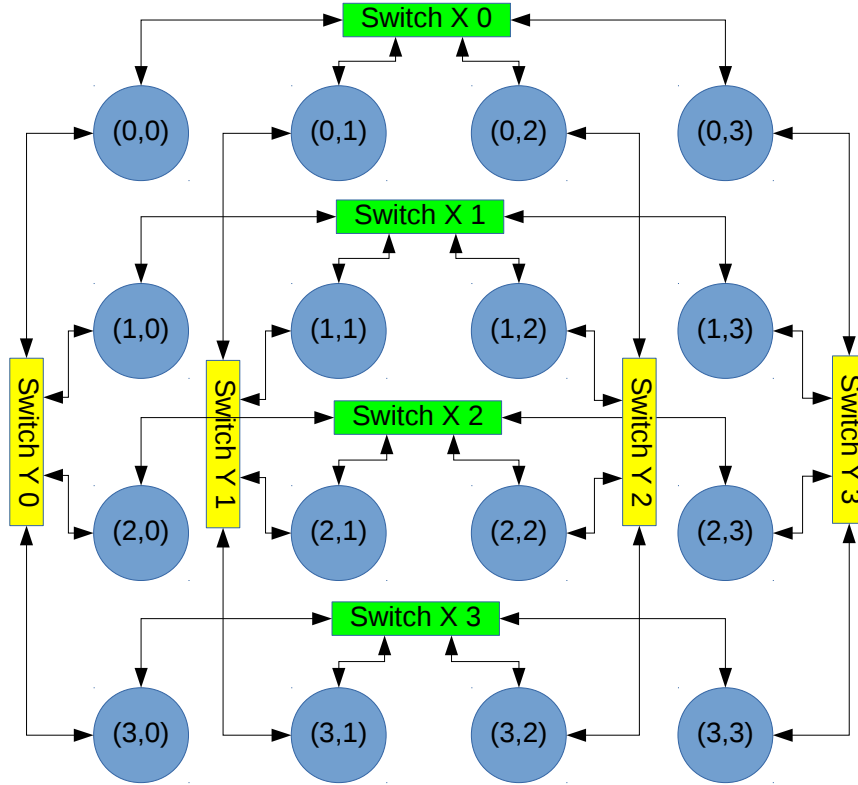 Switch X 0
(0,0)
(0,1)
(0,2)
(0,3)
Switch X 1
(1,0)
(1,1)
(1,2)
(1,3)
Switch Y 0
Switch Y 1
Switch X 2
Switch Y 2
Switch Y 3
(2,0)
(2,1)
(2,2)
(2,3)
Switch X 3
(3,0)
(3,1)
(3,2)
(3,3)